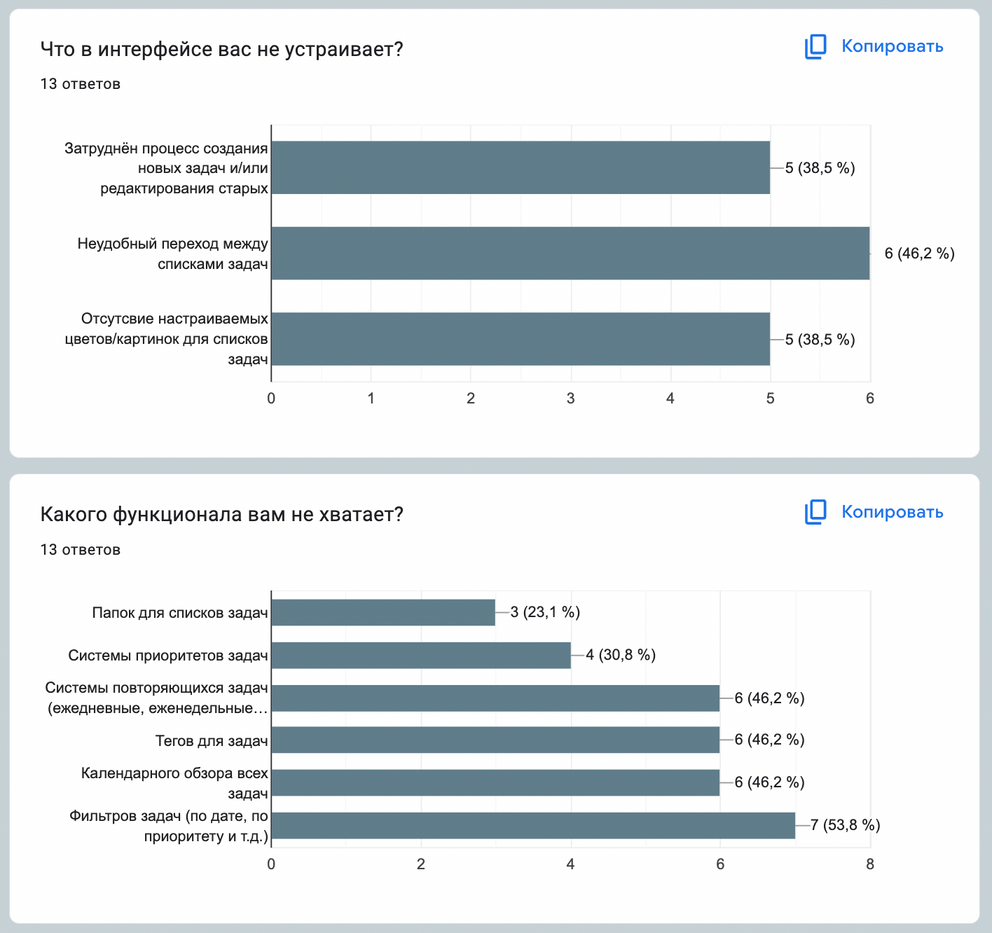 Что в интерфейсе вас не устраивает?
Копировать
13 ответов
Затруднён процесс создания
новых задач и/или
редактирования старых
5 (38,5 %)
Неудобный переход между
списками задач
6 (46,2 %)
Отсутсвие настраиваемых
цветов/картинок для списков
задач
5 (38,5 %)
0 1 2 3 4 5 6
Какого функционала вам не хватает?
Копировать
13 ответов
Папок для списков задач
3 (23,1 %)
Системы приоритетов задач
4 (30,8 %)
Системы повторяющихся задач
(ежедневные, еженедельные…
6 (46,2 %)
Тегов для задач
6 (46,2 %)
Календарного обзора всех
задач
6 (46,2 %)
Фильтров задач (по дате, по
приоритету и т.д.)
7 (53,8 %)
0 2 4 6 8